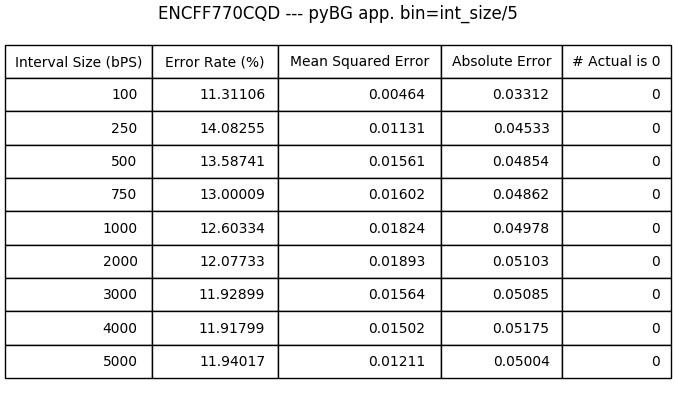 ENCFF770CQD --- pyBG app. bin=int_size/5
Interval Size (bPS) Error Rate (%) Mean Squared Error Absolute Error # Actual is 0
100 11.31106 0.00464 0.03312 0
250 14.08255 0.01131 0.04533 0
500 13.58741 0.01561 0.04854 0
750 13.00009 0.01602 0.04862 0
1000 12.60334 0.01824 0.04978 0
2000 12.07733 0.01893 0.05103 0
3000 11.92899 0.01564 0.05085 0
4000 11.91799 0.01502 0.05175 0
5000 11.94017 0.01211 0.05004 0